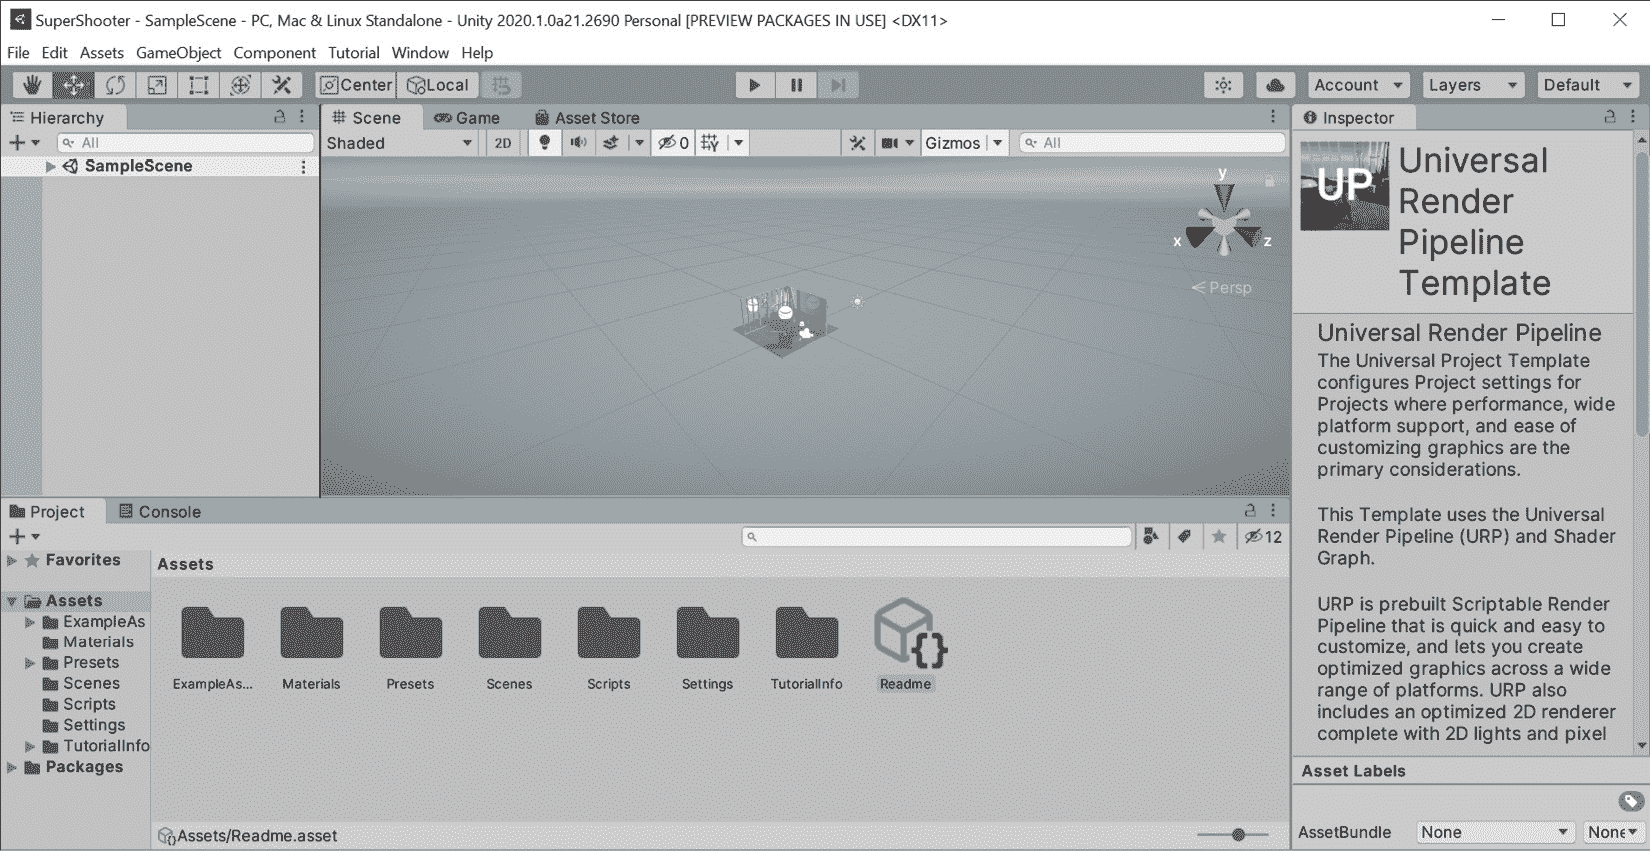 SuperShooter - SampleScene - PC, Mac & Linux Standalone - Unity 2020.1.0a21.2690 Personal [PREVIEW PACKAGES IN USE] <DX11>
File Edit Assets GameObject Component Tutorial Window Help
Center Local Account Layers Default
Hierarchy
All
SampleScene
Scene Game Asset Store
Shaded 2D 0 Gizmos All
y
x z
Persp
Inspector
UP
Universal
Render
Pipeline
Template
Universal Render Pipeline
The Universal Project Template
configures Project settings for
Projects where performance, wide
platform support, and ease of
customizing graphics are the
primary considerations.
This Template uses the Universal
Render Pipeline (URP) and Shader
Graph.
URP is prebuilt Scriptable Render
Pipeline that is quick and easy to
customize, and lets you create
optimized graphics across a wide
range of platforms. URP also
includes an optimized 2D renderer
complete with 2D lights and pixel
Asset Labels
AssetBundle None None
Project Console
12
Favorites
Assets
ExampleAs
Materials
Presets
Scenes
Scripts
Settings
TutorialInfo
Packages
Assets
ExampleAs... Materials Presets Scenes Scripts Settings TutorialInfo Readme
Assets/Readme.asset